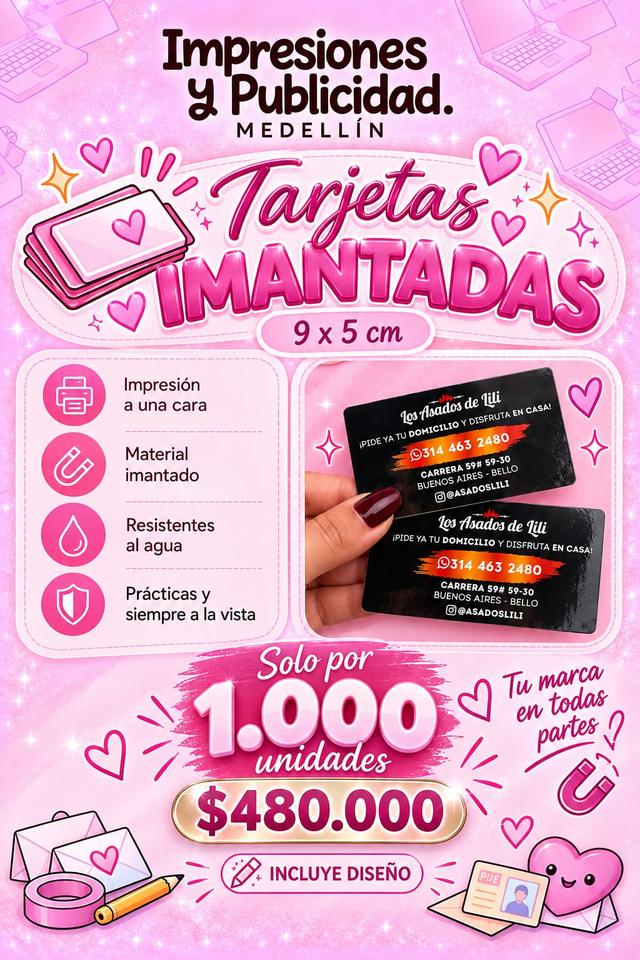 Impresiones
y Publicidad.
MEDELLÍN
Tarjetas
IMANTADAS
9 x 5 cm
Impresión
a una cara
Material
imantado
Resistentes
al agua
Prácticas y
siempre a la vista
Los Asados de Lili
¡PIDE YA TU DOMICILIO Y DISFRUTA EN CASA!
314 463 2480
CARRERA 59# 59-30
BUENOS AIRES - BELLO
@ASADOSLILI
Los Asados de Lili
¡PIDE YA TU DOMICILIO Y DISFRUTA EN CASA!
314 463 2480
CARRERA 59# 59-30
BUENOS AIRES - BELLO
@ASADOSLILI
Solo por
1.000
unidades
$480.000
INCLUYE DISEÑO
Tu marca
en todas
partes